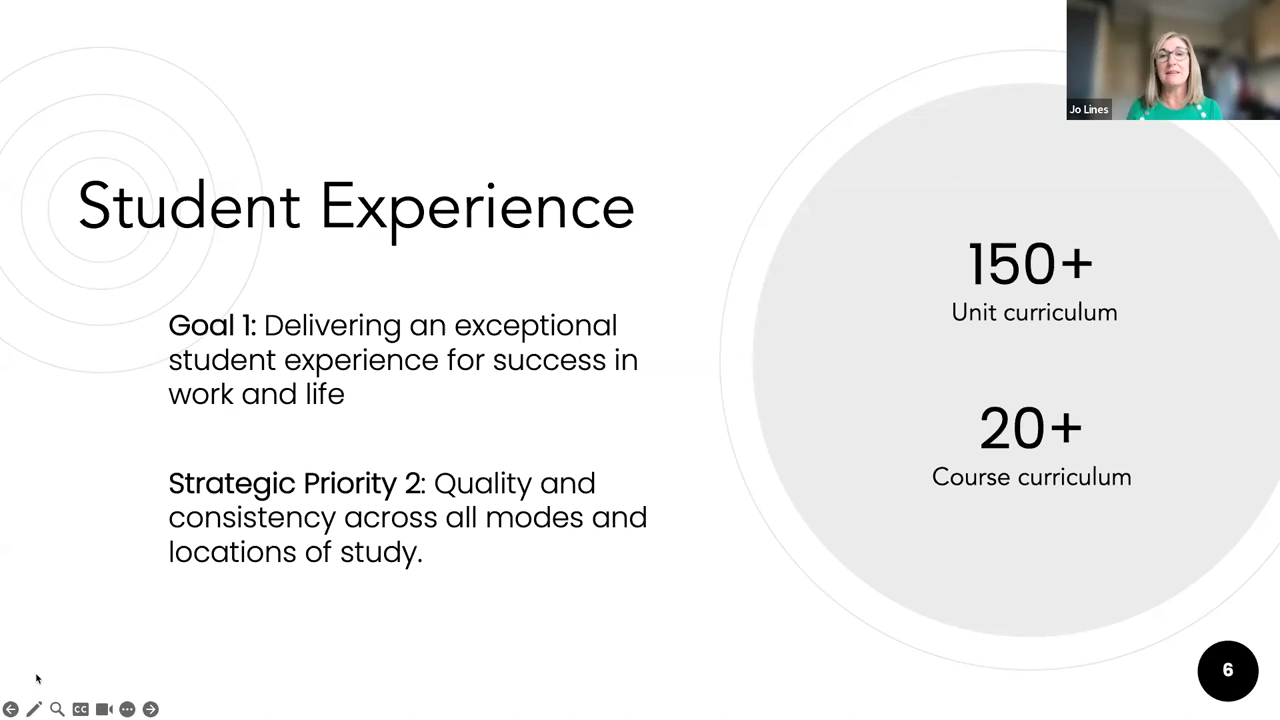 Jo Lines
Student Experience
Goal 1: Delivering an exceptional
student experience for success in
work and life
Strategic Priority 2: Quality and
consistency across all modes and
locations of study.
150+
Unit curriculum
20+
Course curriculum
6
CC